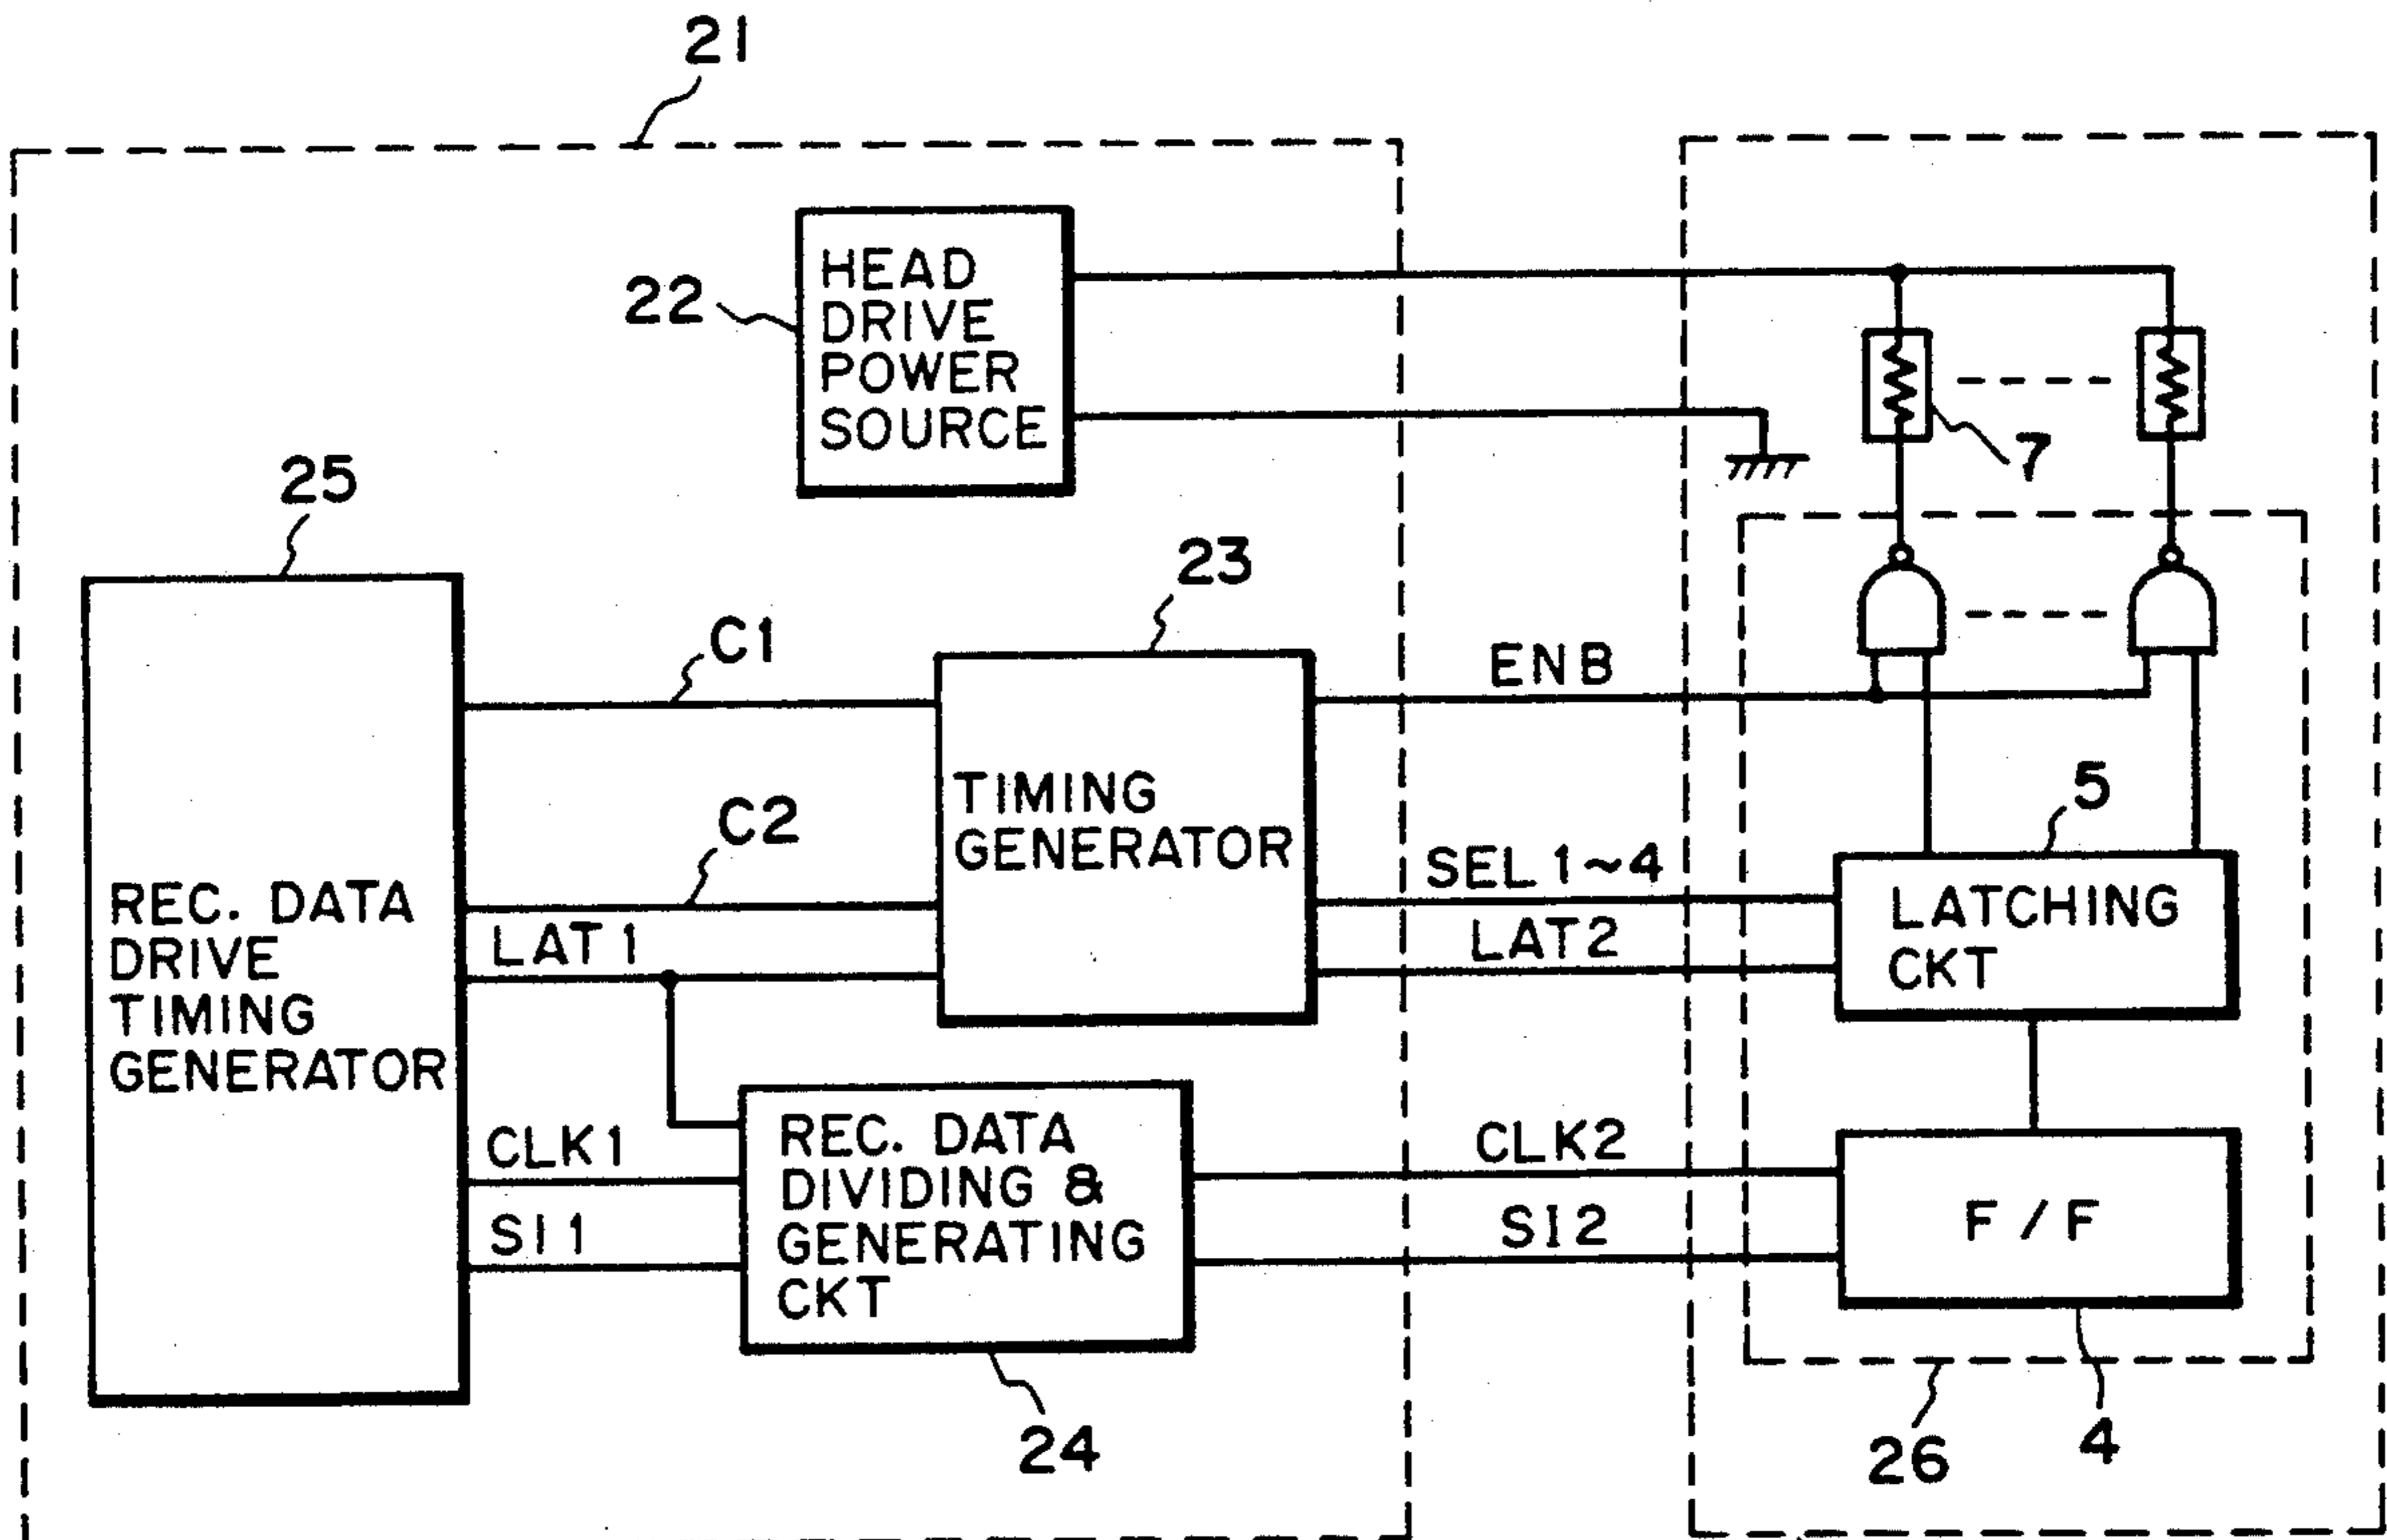 21
HEAD
DRIVE
POWER
SOURCE
22
7
25
23
C1
ENB
C2
TIMING
GENERATOR
5
SEL 1~4
LATCHING
CKT
REC. DATA
DRIVE
TIMING
GENERATOR
LAT 1
LAT2
CLK1
REC. DATA
DIVIDING &
GENERATING
CKT
CLK2
SI1
SI2
F/F
24
26
4